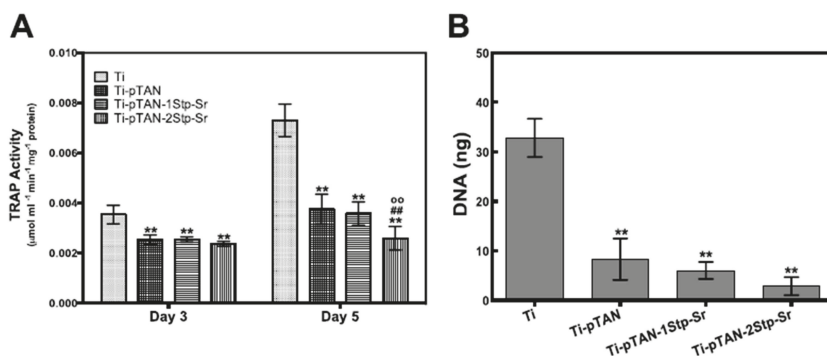 A
TRAP Activity
(μmol ml⁻¹ min⁻¹ mg⁻¹ protein)
0.010
0.008
0.006
0.004
0.002
0.000
Ti
Ti-pTAN
Ti-pTAN-1Stp-Sr
Ti-pTAN-2Stp-Sr
**
**
**
**
**
oo
##
**
Day 3
Day 5
B
DNA (ng)
50
40
30
20
10
0
**
**
**
Ti
Ti-pTAN
Ti-pTAN-1Stp-Sr
Ti-pTAN-2Stp-Sr